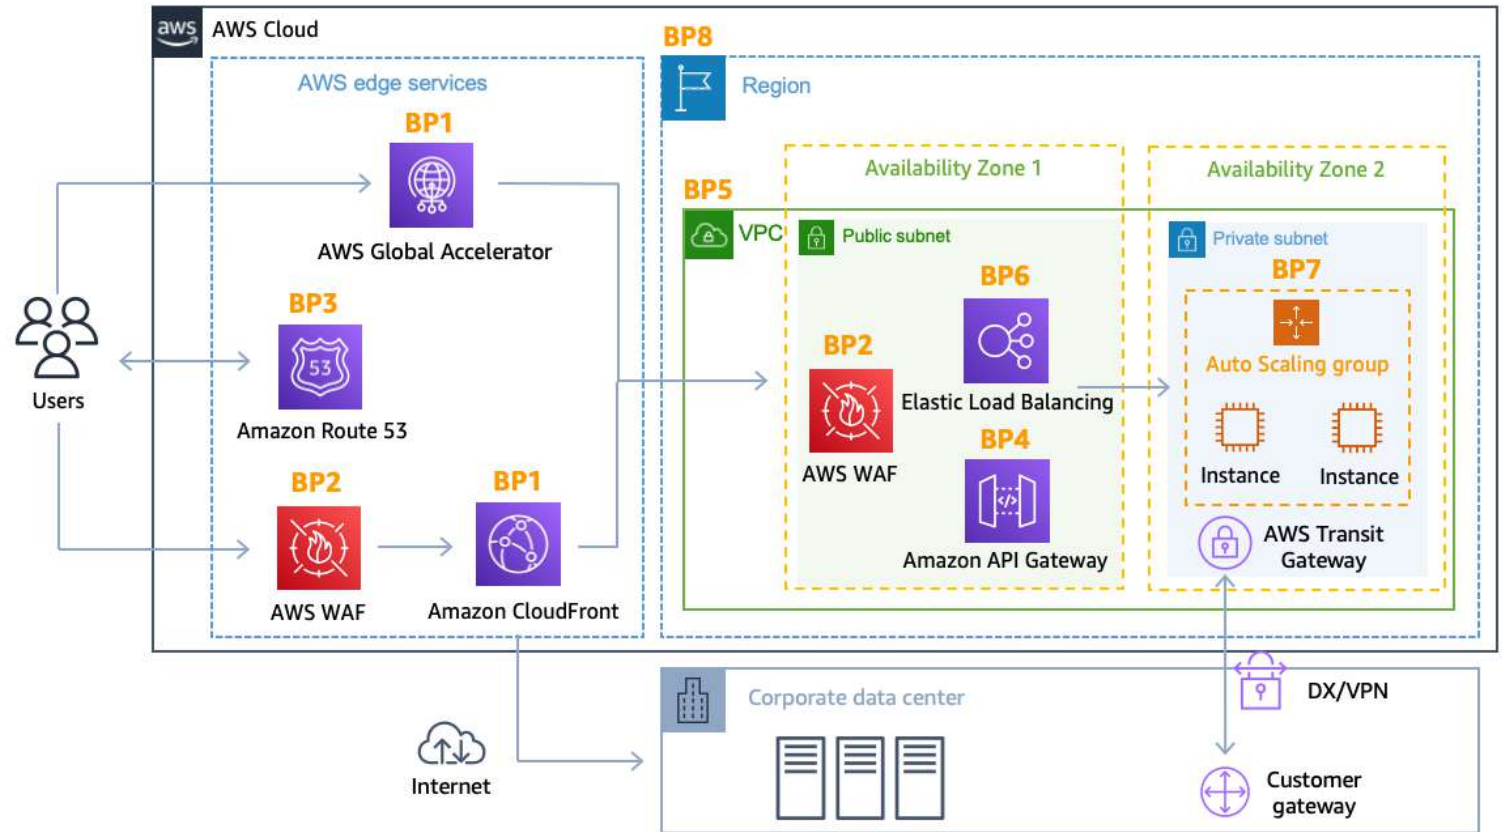 aws
AWS Cloud
BP8
AWS edge services
Region
BP1
Availability Zone 1
Availability Zone 2
BP5
AWS Global Accelerator
VPC
Public subnet
Private subnet
BP3
BP6
BP7
53
BP2
Auto Scaling group
Users
Elastic Load Balancing
Amazon Route 53
BP4
AWS WAF
Instance
Instance
BP2
BP1
</>
AWS Transit
Gateway
Amazon API Gateway
AWS WAF
Amazon CloudFront
Corporate data center
DX/VPN
Internet
Customer
gateway